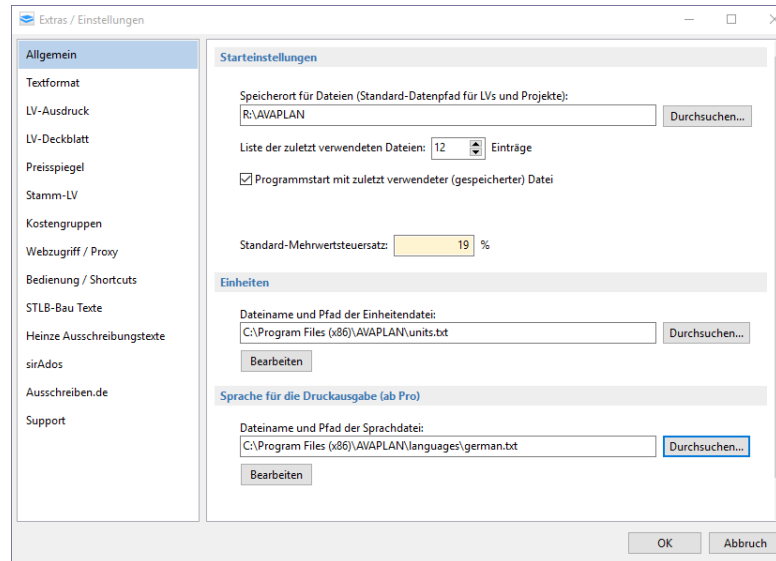 Extras / Einstellungen
Allgemein
Textformat
LV-Ausdruck
LV-Deckblatt
Preisspiegel
Stamm-LV
Kostengruppen
Webzugriff / Proxy
Bedienung / Shortcuts
STLB-Bau Texte
Heinze Ausschreibungstexte
sirAdos
Ausschreiben.de
Support
Starteinstellungen
Speicherort für Dateien (Standard-Datenpfad für LVs und Projekte):
R:\AVAPLAN Durchsuchen...
Liste der zuletzt verwendeten Dateien: 12 Einträge
Programmstart mit zuletzt verwendeter (gespeicherter) Datei
Standard-Mehrwertsteuersatz: 19 %
Einheiten
Dateiname und Pfad der Einheitendatei:
C:\Program Files (x86)\AVAPLAN\units.txt Durchsuchen...
Bearbeiten
Sprache für die Druckausgabe (ab Pro)
Dateiname und Pfad der Sprachdatei:
C:\Program Files (x86)\AVAPLAN\languages\german.txt Durchsuchen...
Bearbeiten
OK Abbruch